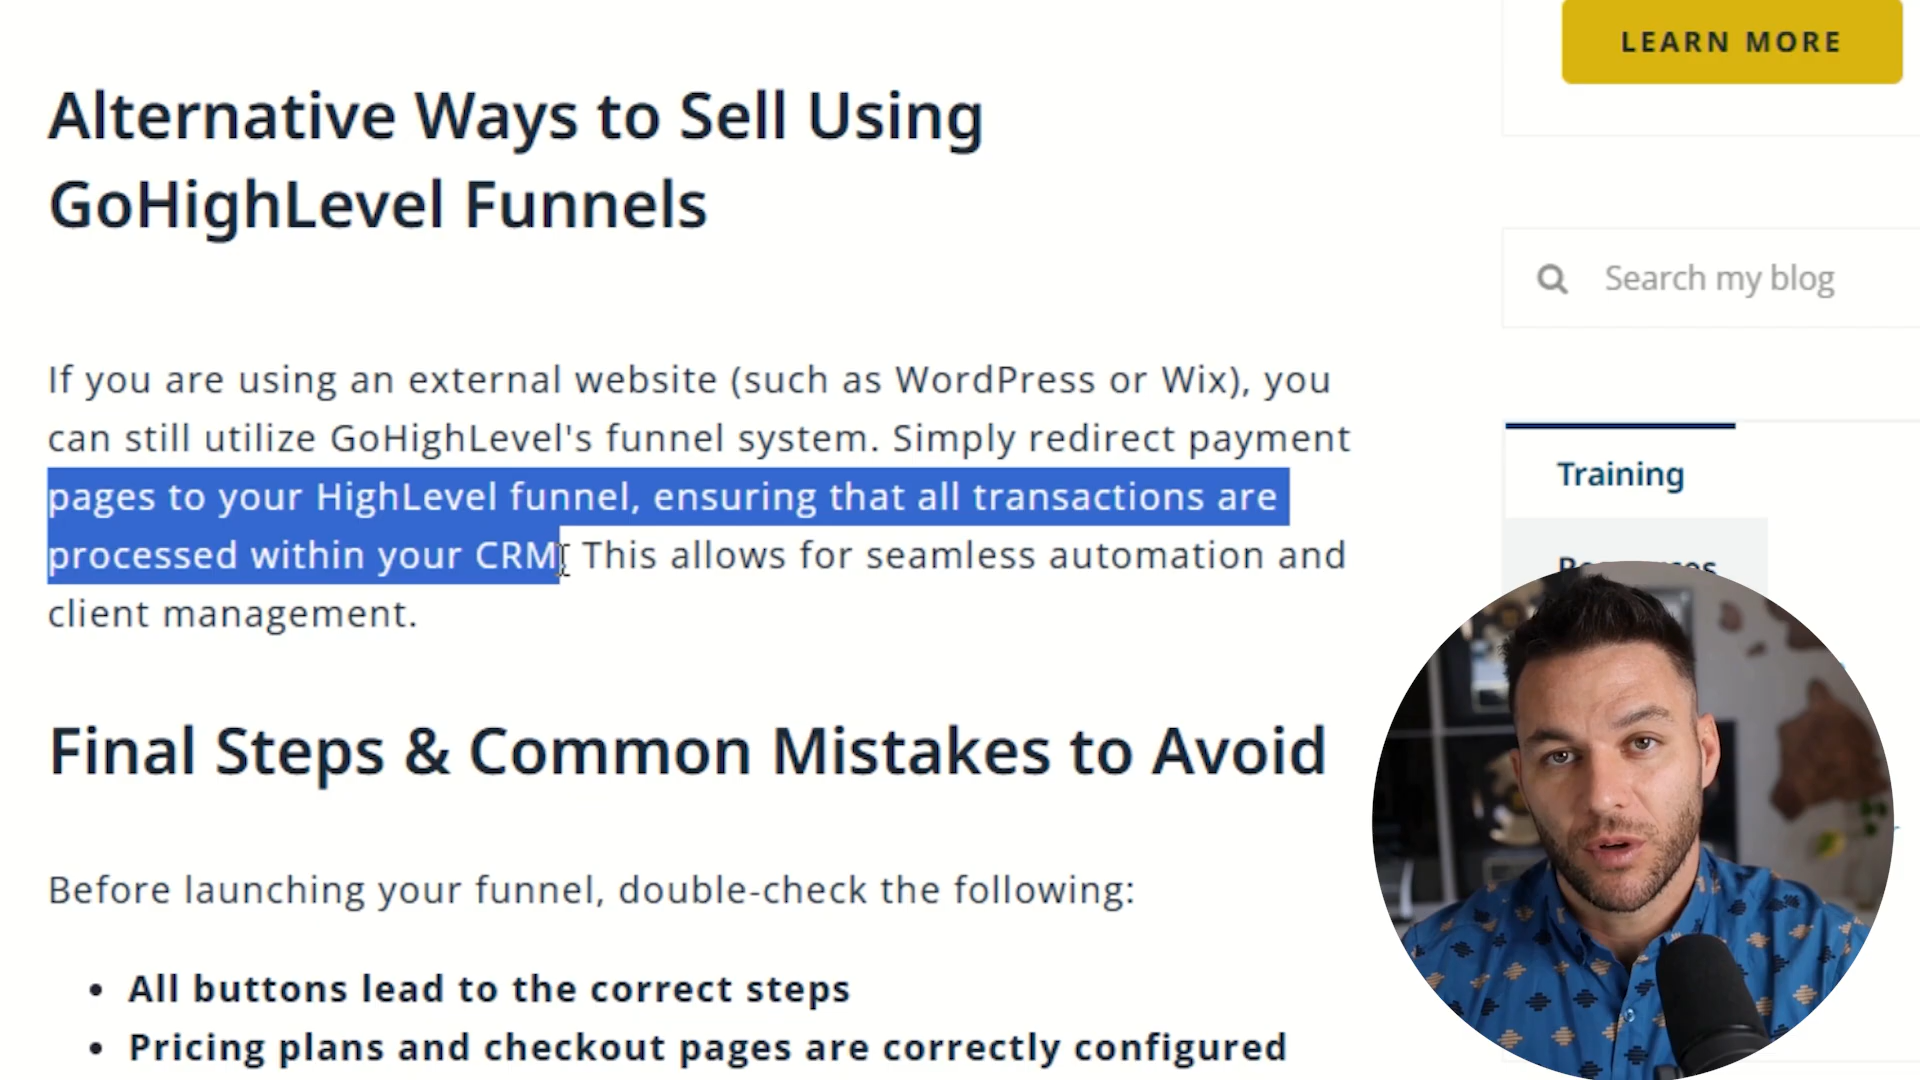 LEARN MORE
Alternative Ways to Sell Using
GoHighLevel Funnels
Search my blog
If you are using an external website (such as WordPress or Wix), you
can still utilize GoHighLevel's funnel system. Simply redirect payment
pages to your HighLevel funnel, ensuring that all transactions are
processed within your CRM. This allows for seamless automation and
client management.
Training
Final Steps & Common Mistakes to Avoid
Before launching your funnel, double-check the following:
• All buttons lead to the correct steps
• Pricing plans and checkout pages are correctly configured